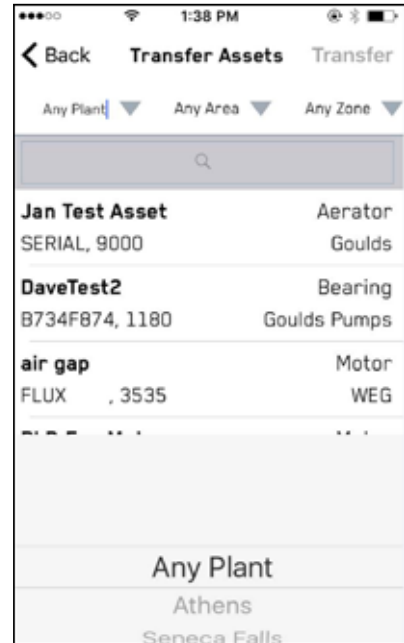 1:38 PM
Back Transfer Assets Transfer
Any Plant Any Area Any Zone
Jan Test Asset Aerator
SERIAL, 9000 Goulds
DaveTest2 Bearing
B734F874, 1180 Goulds Pumps
air gap Motor
FLUX , 3535 WEG
Any Plant
Athens
Seneca Falls